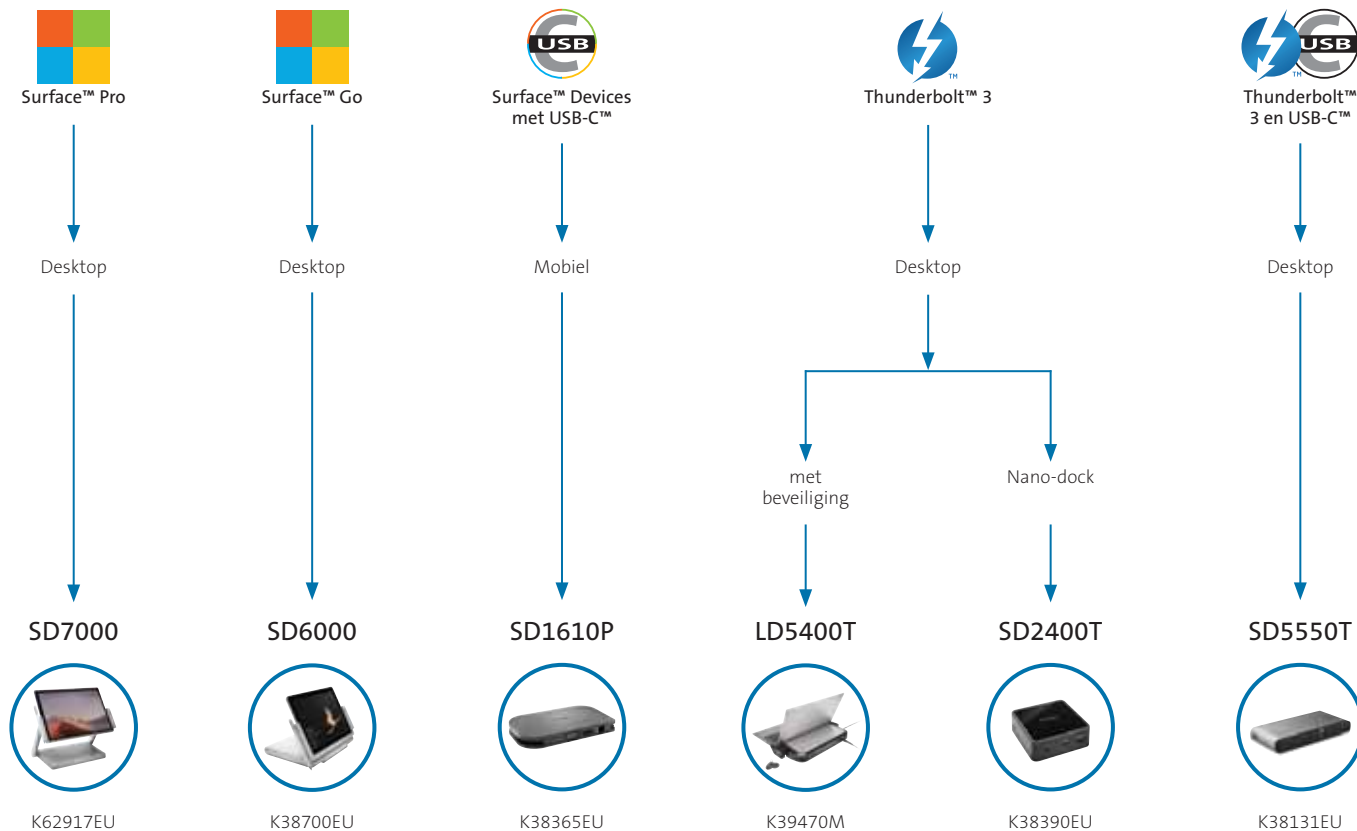 USB
TM
TM
USB
Surface™ Pro
Surface™ Go
Surface™ Devices
met USB-C™
Thunderbolt™ 3
Thunderbolt™
3 en USB-C™
Desktop
Desktop
Mobiel
Desktop
Desktop
met
beveiliging
Nano-dock
SD7000
SD6000
SD1610P
LD5400T
SD2400T
SD5550T
K62917EU
K38700EU
K38365EU
K39470M
K38390EU
K38131EU